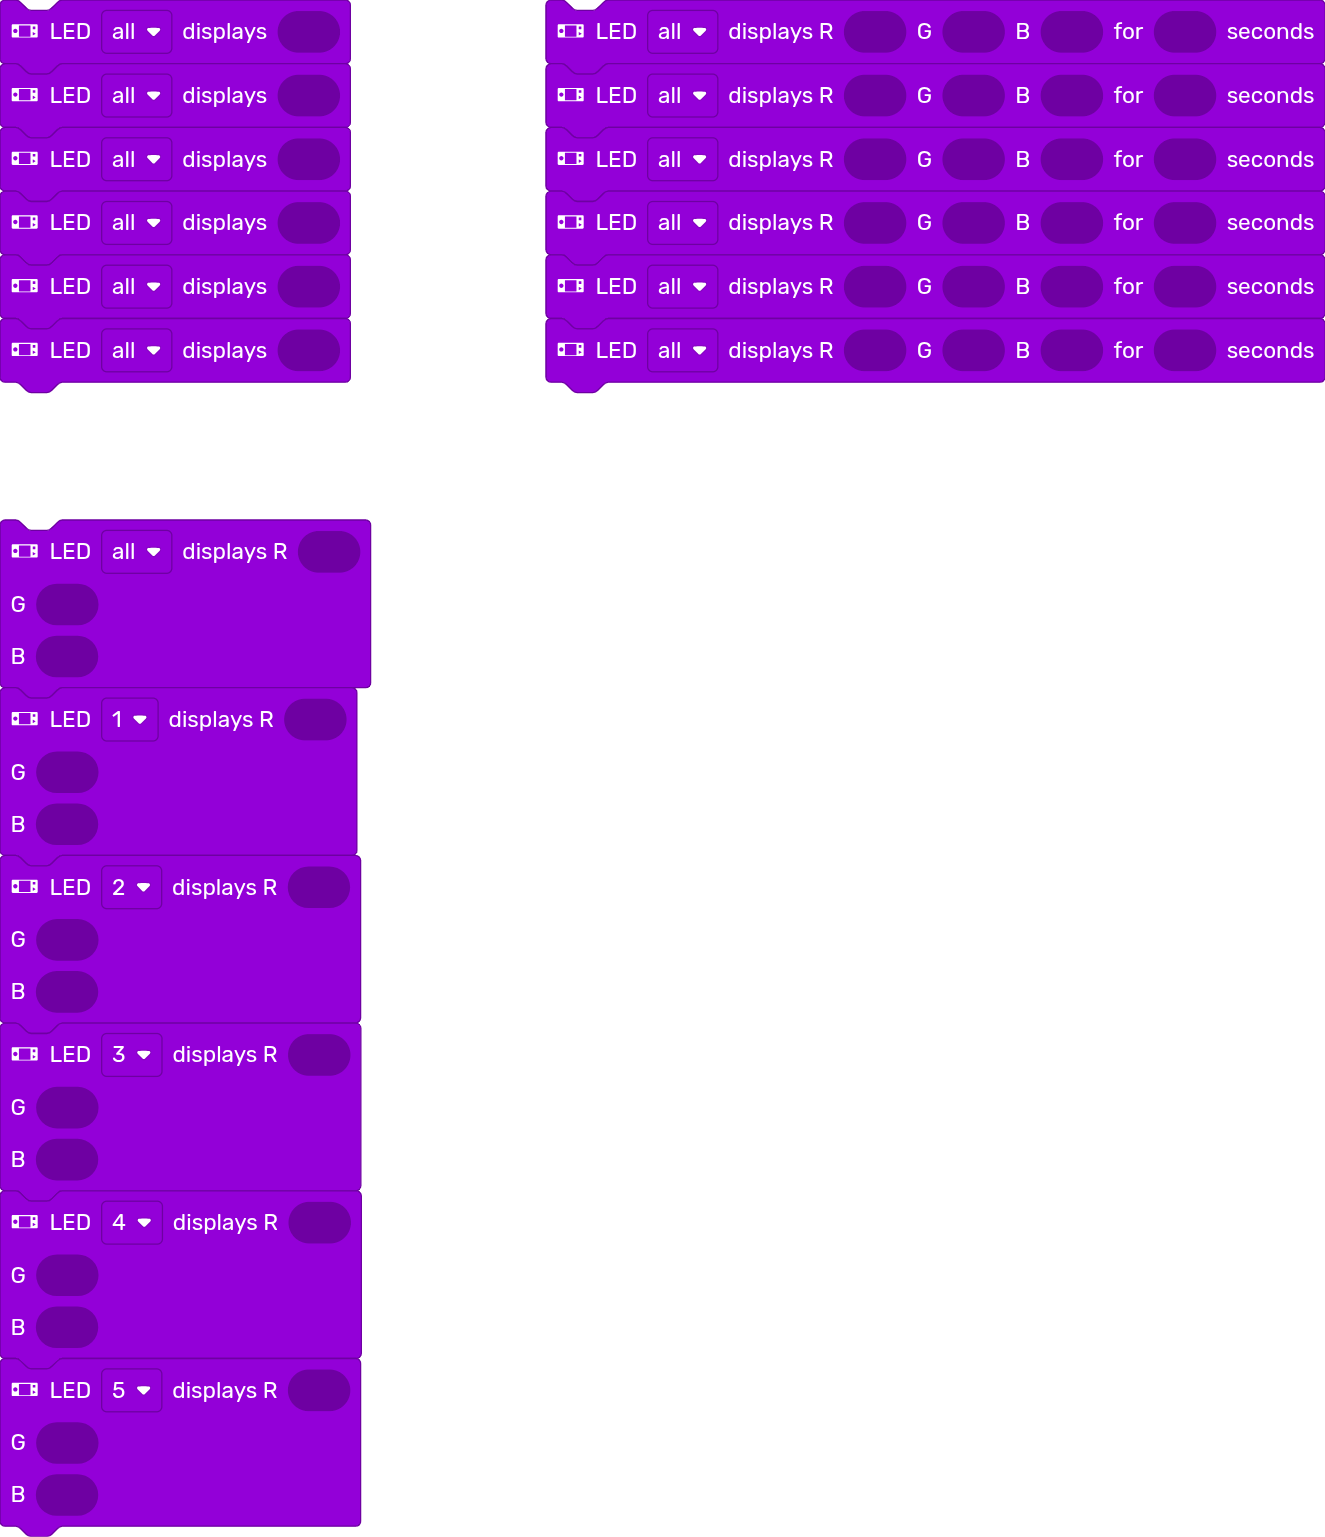 LED all displays
LED all displays
LED all displays
LED all displays
LED all displays
LED all displays
LED all displays R G B for seconds
LED all displays R G B for seconds
LED all displays R G B for seconds
LED all displays R G B for seconds
LED all displays R G B for seconds
LED all displays R G B for seconds
LED all displays R
G
B
LED 1 displays R
G
B
LED 2 displays R
G
B
LED 3 displays R
G
B
LED 4 displays R
G
B
LED 5 displays R
G
B